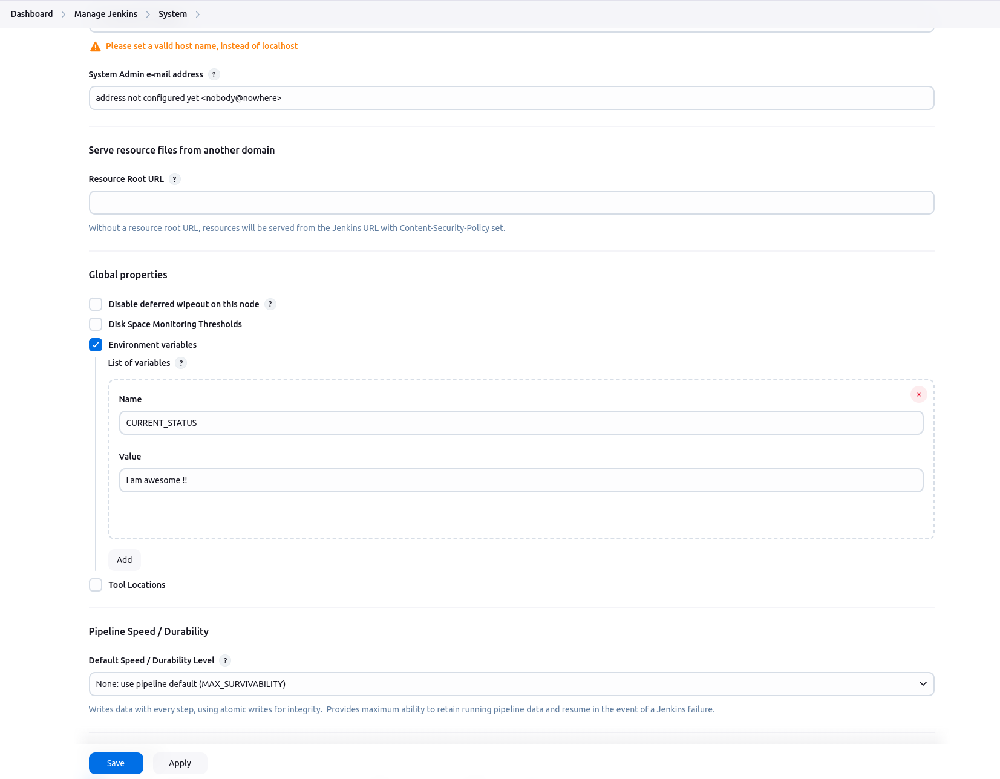 Dashboard > Manage Jenkins > System >
Please set a valid host name, instead of localhost
System Admin e-mail address ?
address not configured yet <nobody@nowhere>
Serve resource files from another domain
Resource Root URL ?
Without a resource root URL, resources will be served from the Jenkins URL with Content-Security-Policy set.
Global properties
Disable deferred wipeout on this node ?
Disk Space Monitoring Thresholds
Environment variables
List of variables ?
Name
CURRENT_STATUS
Value
I am awesome !!
Add
Tool Locations
Pipeline Speed / Durability
Default Speed / Durability Level ?
None: use pipeline default (MAX_SURVIVABILITY)
Writes data with every step, using atomic writes for integrity.  Provides maximum ability to retain running pipeline data and resume in the event of a Jenkins failure.
Save Apply